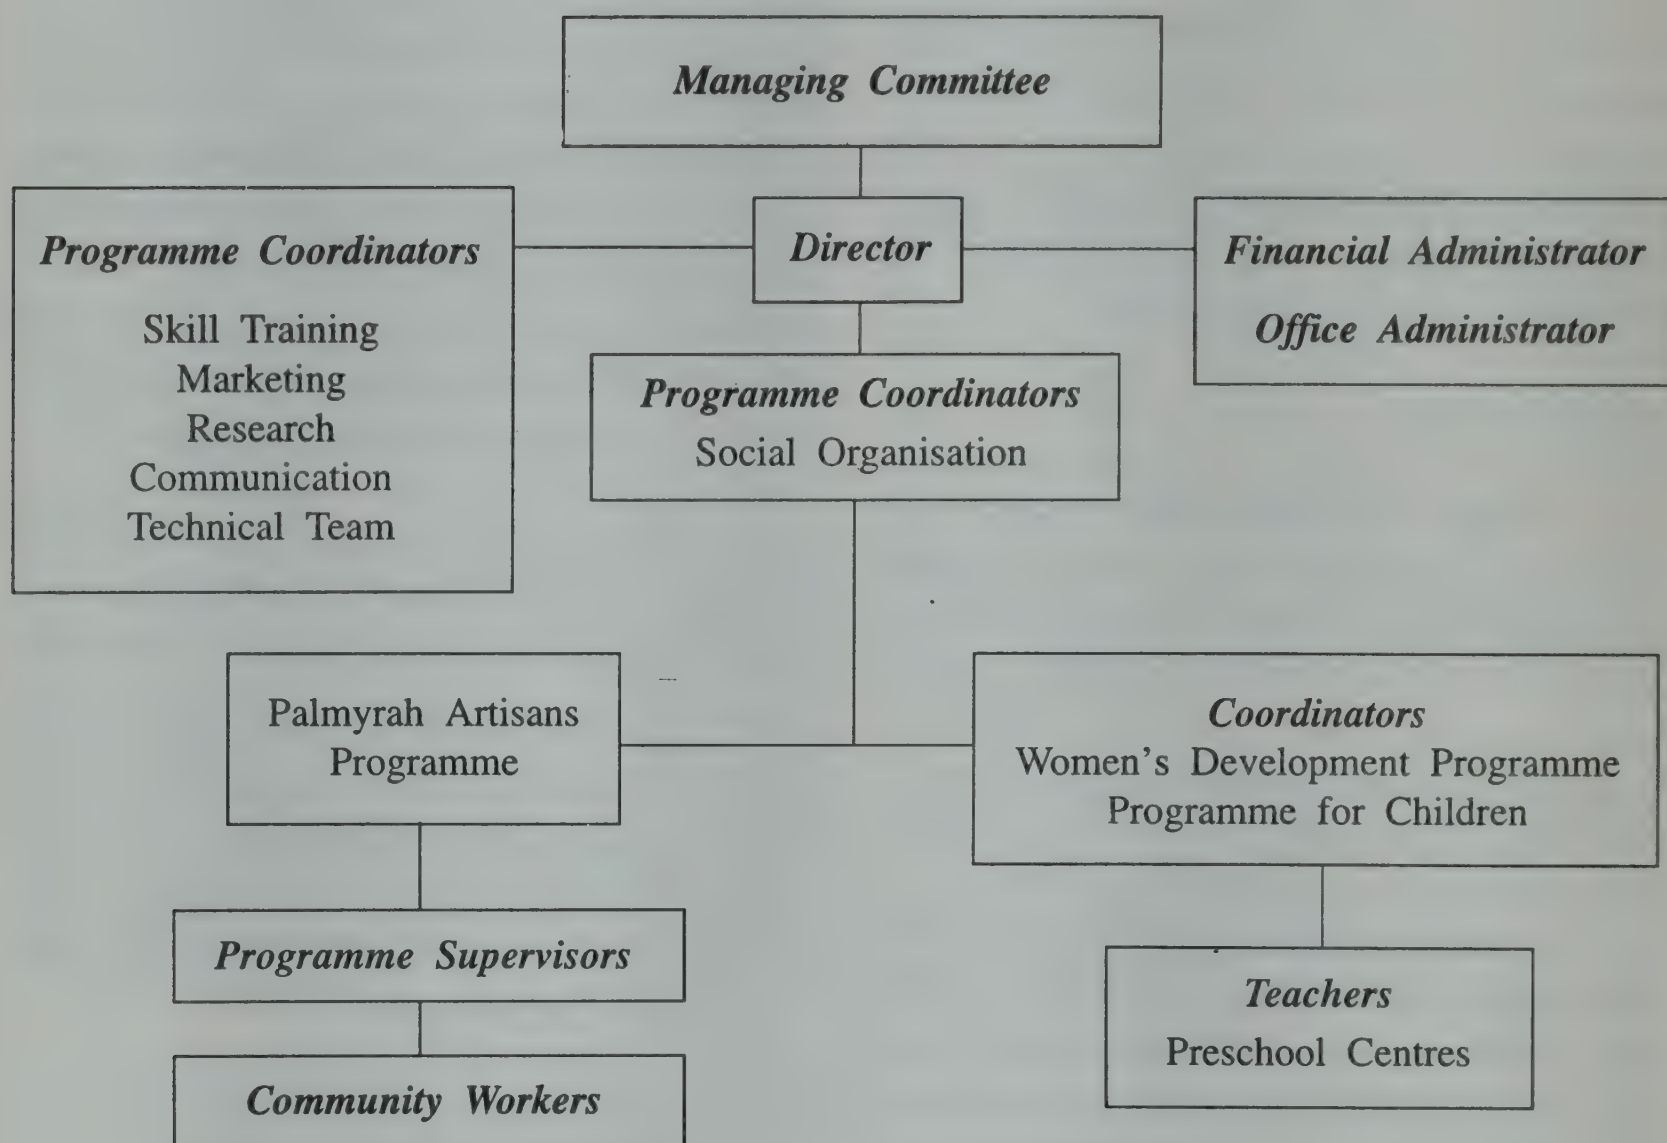 Managing Committee
Programme Coordinators
Skill Training
Marketing
Research
Communication
Technical Team
Director
Financial Administrator
Office Administrator
Programme Coordinators
Social Organisation
Palmyrah Artisans
Programme
Coordinators
Women's Development Programme
Programme for Children
Programme Supervisors
Teachers
Preschool Centres
Community Workers